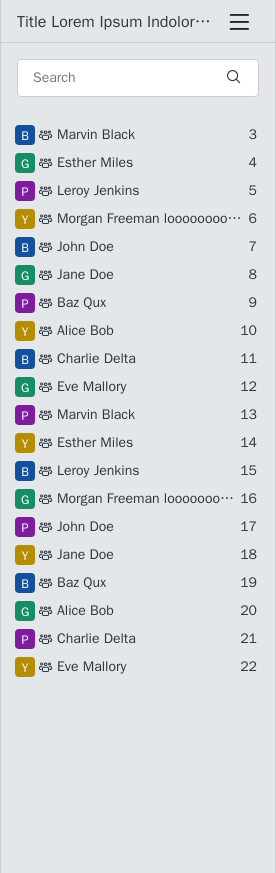 Title Lorem Ipsum Indolor…
Search
B Marvin Black 3
G Esther Miles 4
P Leroy Jenkins 5
Y Morgan Freeman loooooooo… 6
B John Doe 7
G Jane Doe 8
P Baz Qux 9
Y Alice Bob 10
B Charlie Delta 11
G Eve Mallory 12
P Marvin Black 13
Y Esther Miles 14
B Leroy Jenkins 15
G Morgan Freeman looooooo… 16
P John Doe 17
Y Jane Doe 18
B Baz Qux 19
G Alice Bob 20
P Charlie Delta 21
Y Eve Mallory 22